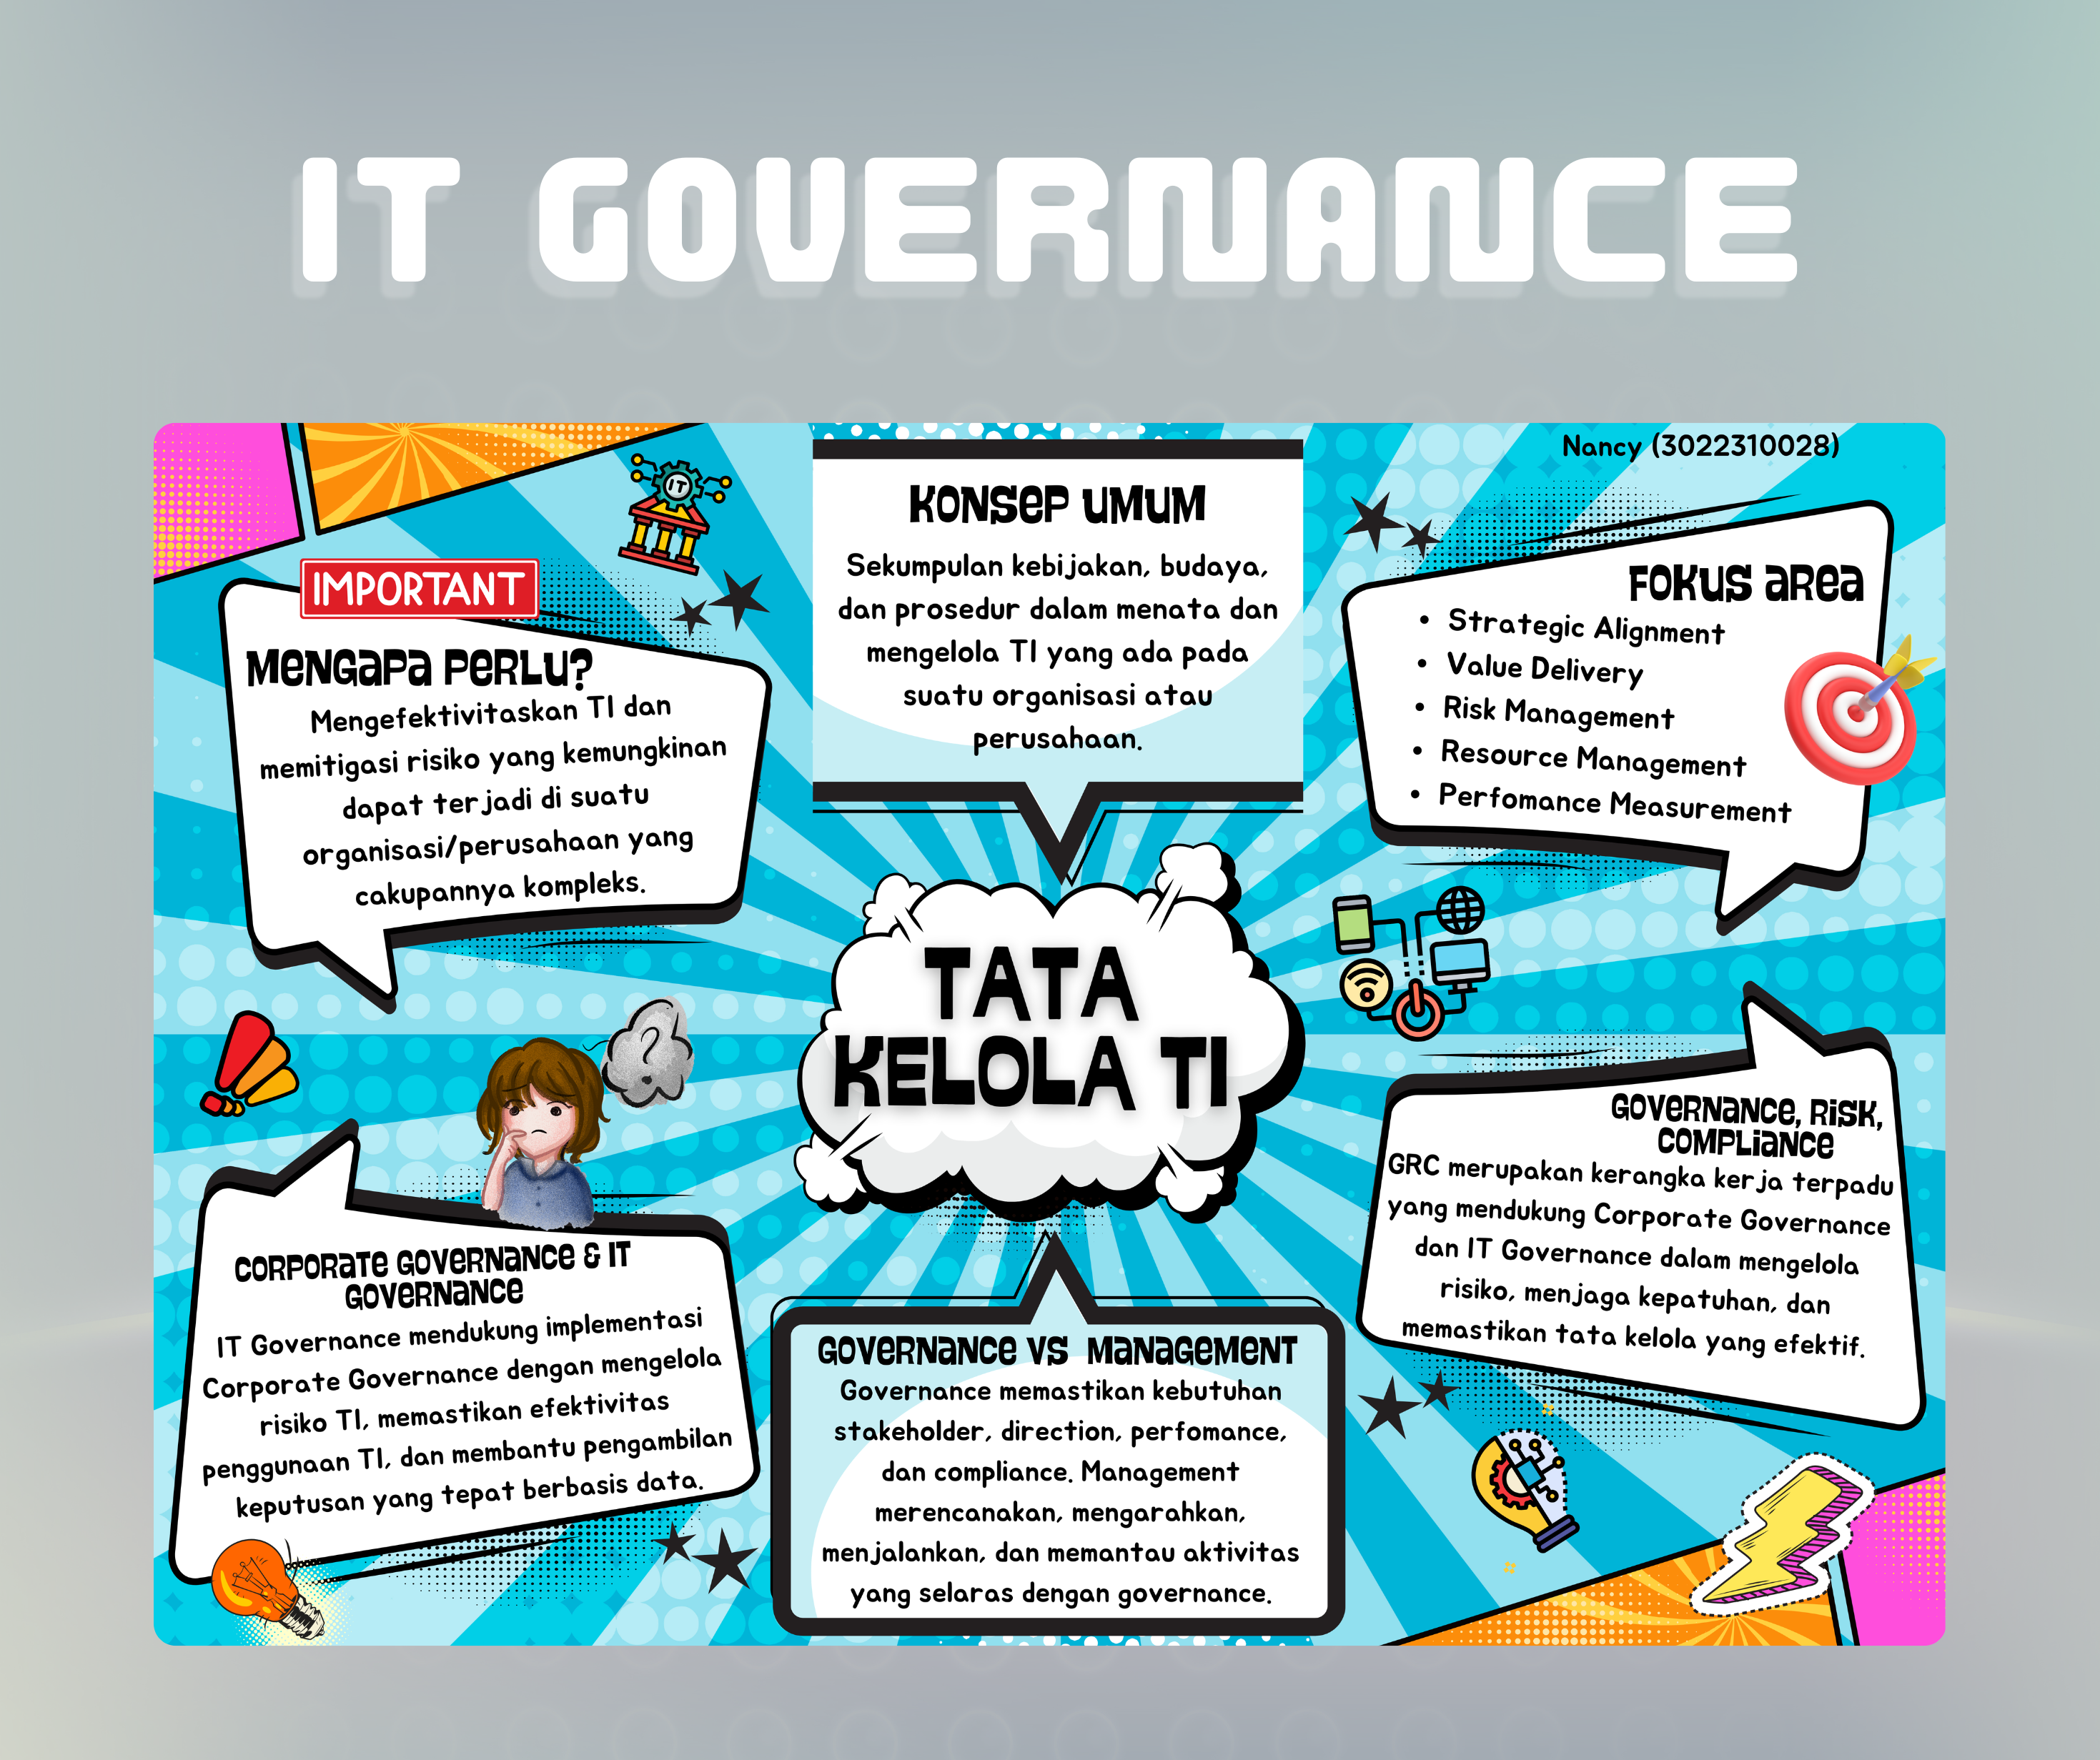 IT GOVERNANCE
Nancy (3022310028)
IT
IMPORTANT
MENGAPA PERLU?
Mengefektivitaskan TI dan
memitigasi risiko yang kemungkinan
dapat terjadi di suatu
organisasi/perusahaan yang
cakupannya kompleks.
KONSEP UMUM
Sekumpulan kebijakan, budaya,
dan prosedur dalam menata dan
mengelola TI yang ada pada
suatu organisasi atau
perusahaan.
FOKUS AREA
• Strategic Alignment
• Value Delivery
• Risk Management
• Resource Management
• Perfomance Measurement
TATA
KELOLA TI
?
CORPORATE GOVERNANCE & IT
GOVERNANCE
IT Governance mendukung implementasi
Corporate Governance dengan mengelola
risiko TI, memastikan efektivitas
penggunaan TI, dan membantu pengambilan
keputusan yang tepat berbasis data.
GOVERNANCE VS MANAGEMENT
Governance memastikan kebutuhan
stakeholder, direction, perfomance,
dan compliance. Management
merencanakan, mengarahkan,
menjalankan, dan memantau aktivitas
yang selaras dengan governance.
GOVERNANCE, RISK,
COMPLIANCE
GRC merupakan kerangka kerja terpadu
yang mendukung Corporate Governance
dan IT Governance dalam mengelola
risiko, menjaga kepatuhan, dan
memastikan tata kelola yang efektif.